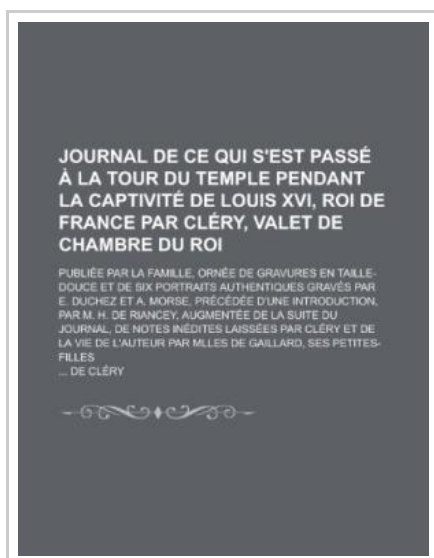 JOURNAL DE CE QUI S'EST PASSÉ
À LA TOUR DU TEMPLE PENDANT
LA CAPTIVITÉ DE LOUIS XVI, ROI DE
FRANCE PAR CLÉRY, VALET DE
CHAMBRE DU ROI
PUBLIÉE PAR LA FAMILLE, ORNÉE DE GRAVURES EN TAILLE-
DOUCE ET DE SIX PORTRAITS AUTHENTIQUES GRAVÉS PAR
E. DUCHEZ ET A. MORSE, PRÉCÉDÉE D'UNE INTRODUCTION,
PAR M. H. DE RIANCEY, AUGMENTÉE DE LA SUITE DU
JOURNAL, DE NOTES INÉDITES LAISSÉES PAR CLÉRY ET DE
LA VIE DE L'AUTEUR PAR MLLES DE GAILLARD, SES PETITES-
FILLES
... DE CLÉRY